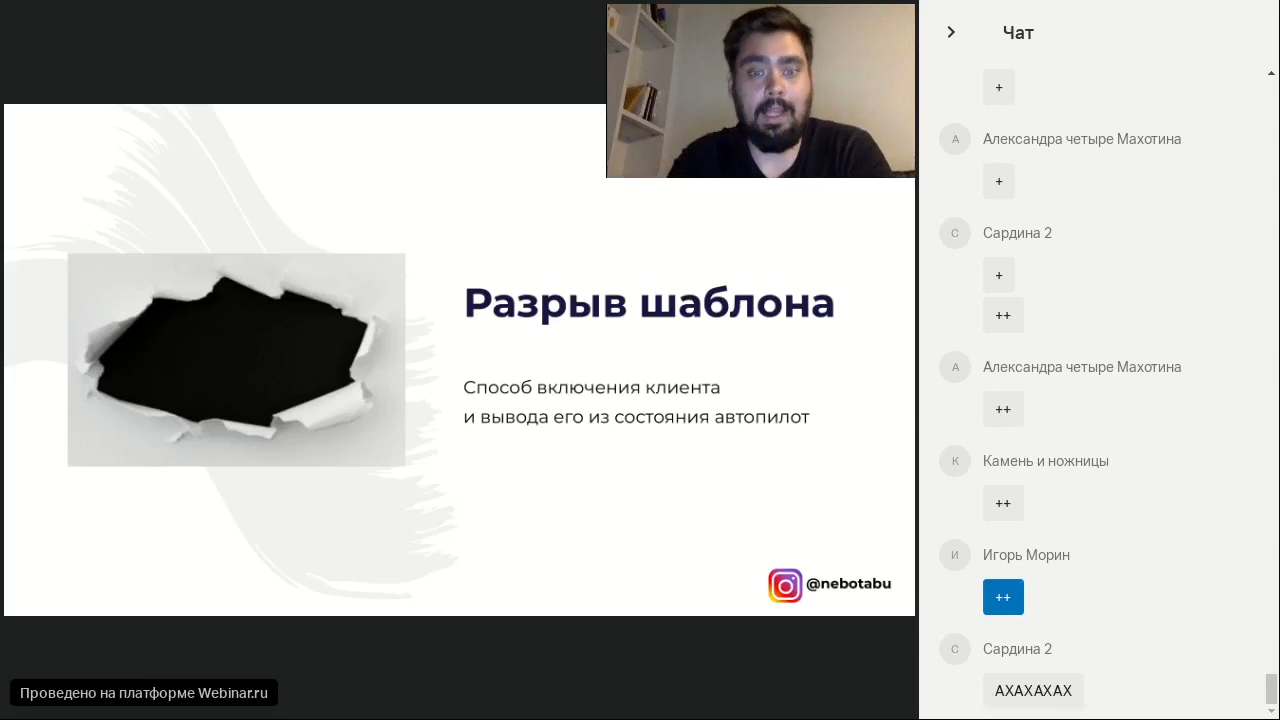 Разрыв шаблона
Способ включения клиента
и вывода его из состояния автопилот
@nebotabu
Проведено на платформе Webinar.ru
Чат
+
А
Александра четыре Махотина
+
С
Сардина 2
+
++
А
Александра четыре Махотина
++
К
Камень и ножницы
++
И
Игорь Морин
++
С
Сардина 2
АХАХАХАХ